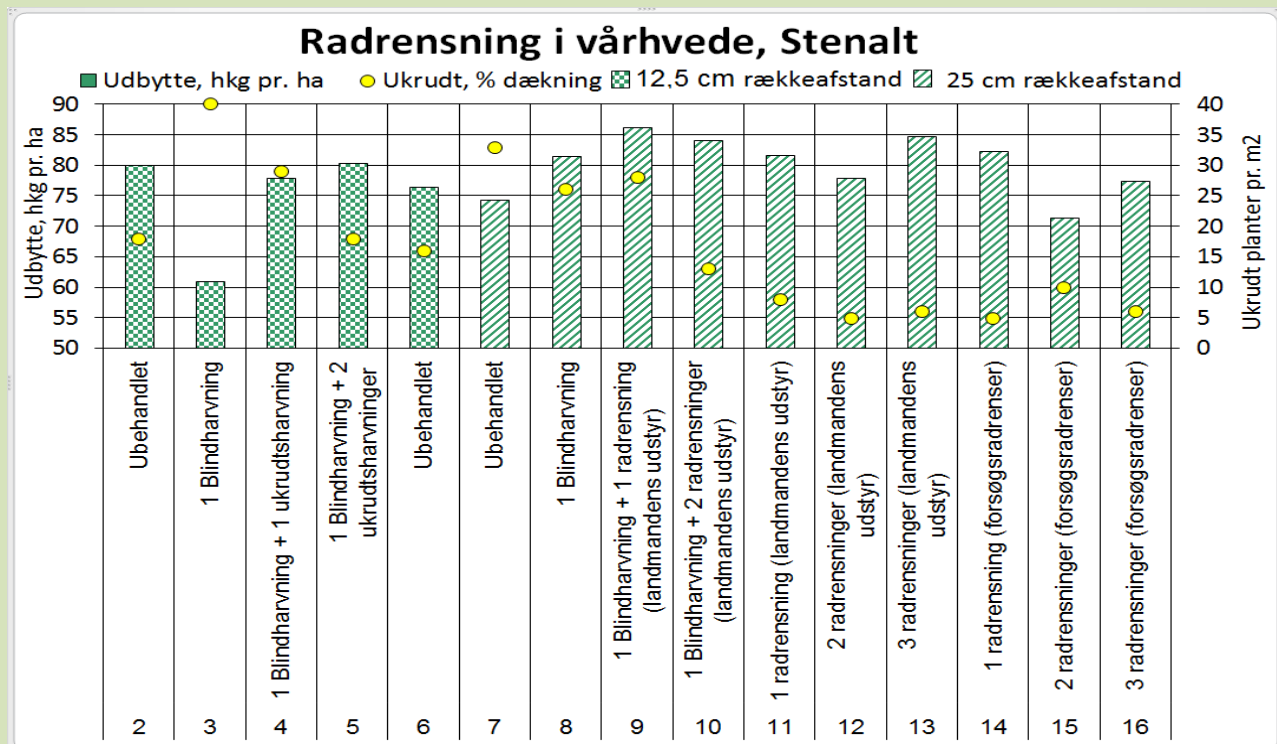 Radrensning i vårhvede, Stenalt
Udbytte, hkg pr. ha Ukrudt, % dækning 12,5 cm rækkeafstand 25 cm rækkeafstand
Udbytte, hkg pr. ha
90
85
80
75
70
65
60
55
50
40
35
30
25
20
15
10
5
0
Ukrudt planter pr. m2
Ubehandlet
1 Blindharvning
1 Blindharvning + 1 ukrudtsharvning
1 Blindharvning + 2
ukrudtsharvninger
Ubehandlet
Ubehandlet
1 Blindharvning
1 Blindharvning + 1 radrensning
(landmandens udstyr)
1 Blindharvning + 2 radrensninger
(landmandens udstyr)
1 radrensning (landmandens udstyr)
2 radrensninger (landmandens
udstyr)
3 radrensninger (landmandens
udstyr)
1 radrensning (forsøgsradrenser)
2 radrensninger (forsøgsradrenser)
3 radrensninger (forsøgsradrenser)
2 3 4 5 6 7 8 9 10 11 12 13 14 15 16